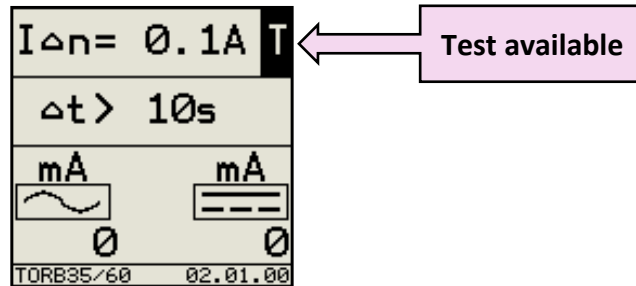 I△n= 0.1A T
Test available
△t> 10s
mA mA
0 0
TORB35/60 02.01.00